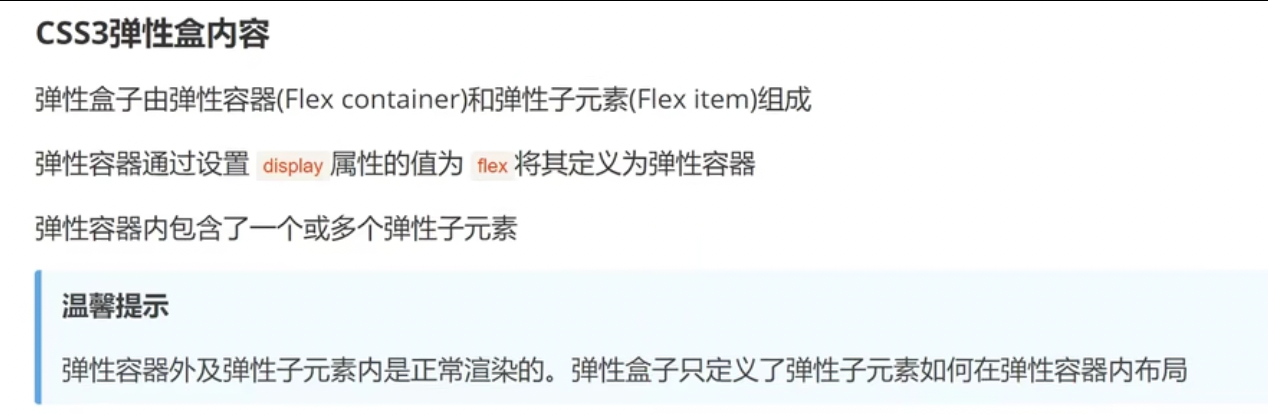 CSS3弹性盒内容
弹性盒子由弹性容器(Flex container)和弹性子元素(Flex item)组成
弹性容器通过设置 display 属性的值为 flex 将其定义为弹性容器
弹性容器内包含了一个或多个弹性子元素
温馨提示
弹性容器外及弹性子元素内是正常渲染的。弹性盒子只定义了弹性子元素如何在弹性容器内布局